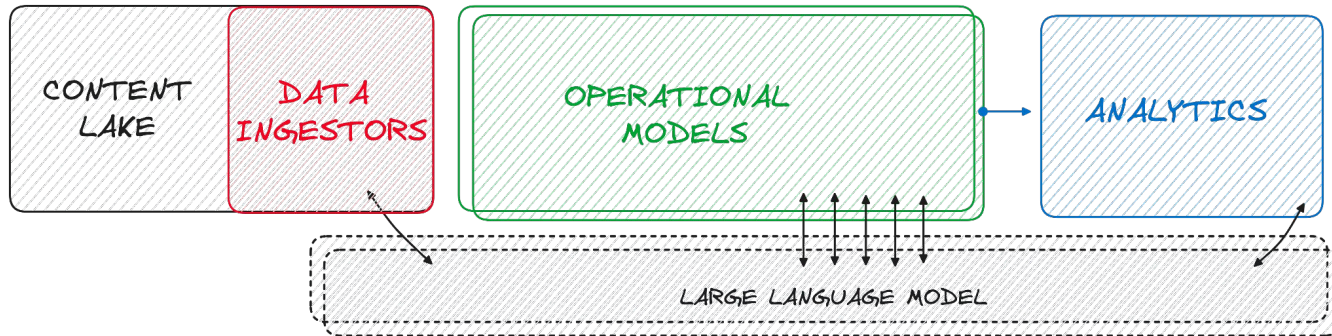 CONTENT
LAKE
DATA
INGESTORS
OPERATIONAL
MODELS
ANALYTICS
LARGE LANGUAGE MODEL